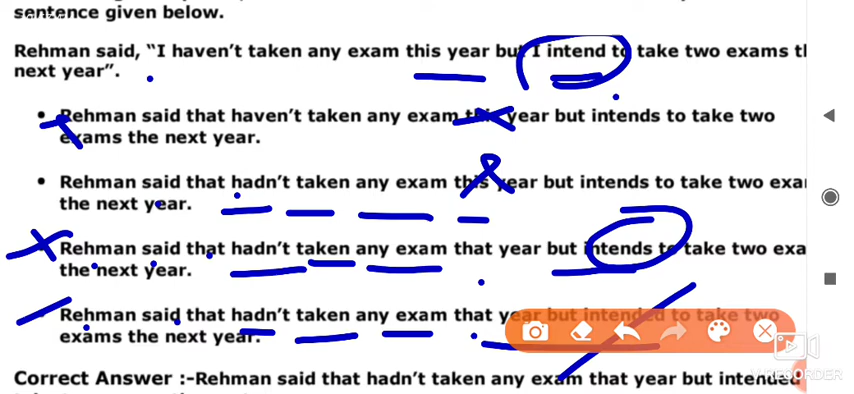 sentence given below.
Rehman said, "I haven't taken any exam this year but I intend to take two exams
next year".
• Rehman said that haven't taken any exam this year but intends to take two
exams the next year.
• Rehman said that hadn't taken any exam this year but intends to take two
the next year.
Rehman said that hadn't taken any exam that year but intends to take two
the next year.
Rehman said that hadn't taken any exam that year but intended to take two
exams the next year.
Correct Answer :-Rehman said that hadn't taken any exam that year but intended
V RECORDER